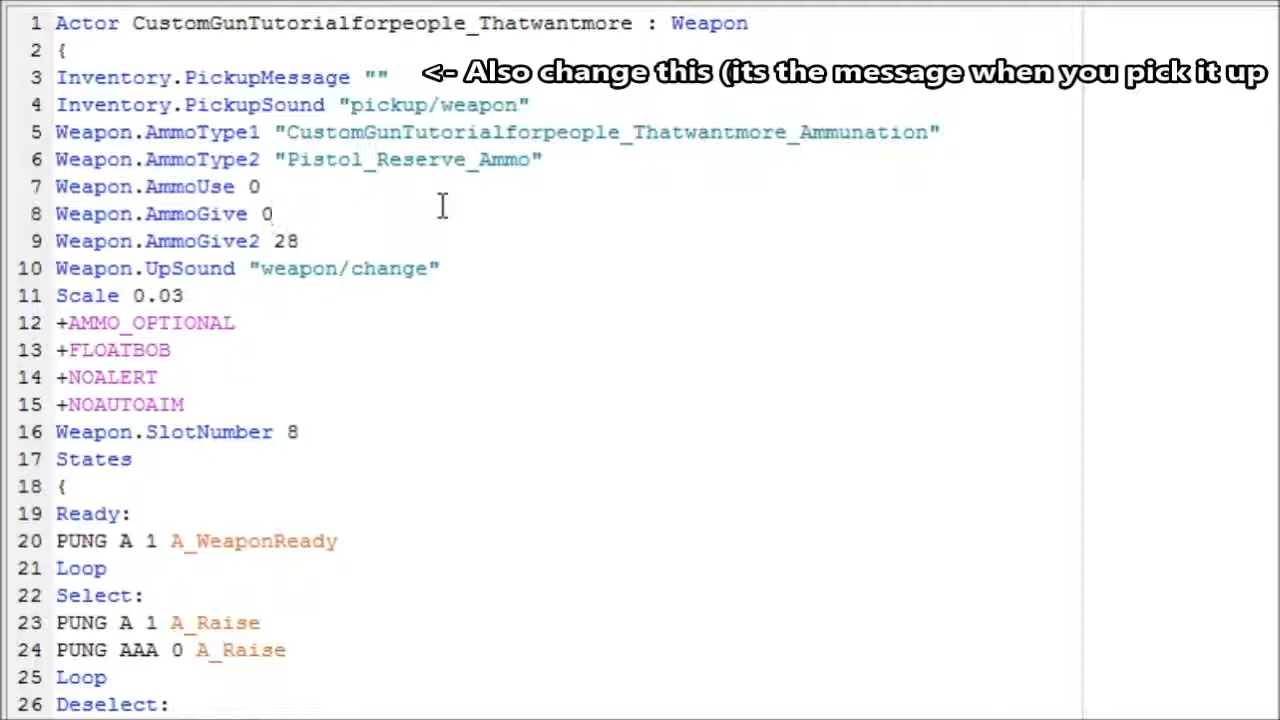 1 Actor CustomGunTutorialforpeople_Thatwantmore : Weapon
2 {
3 Inventory.PickupMessage "" <- Also change this (its the message when you pick it up
4 Inventory.PickupSound "pickup/weapon"
5 Weapon.AmmoType1 "CustomGunTutorialforpeople_Thatwantmore_Ammunation"
6 Weapon.AmmoType2 "Pistol_Reserve_Ammo"
7 Weapon.AmmoUse 0
8 Weapon.AmmoGive 0
9 Weapon.AmmoGive2 28
10 Weapon.UpSound "weapon/change"
11 Scale 0.03
12 +AMMO_OPTIONAL
13 +FLOATBOB
14 +NOALERT
15 +NOAUTOAIM
16 Weapon.SlotNumber 8
17 States
18 {
19 Ready:
20 PUNG A 1 A_WeaponReady
21 Loop
22 Select:
23 PUNG A 1 A_Raise
24 PUNG AAA 0 A_Raise
25 Loop
26 Deselect: